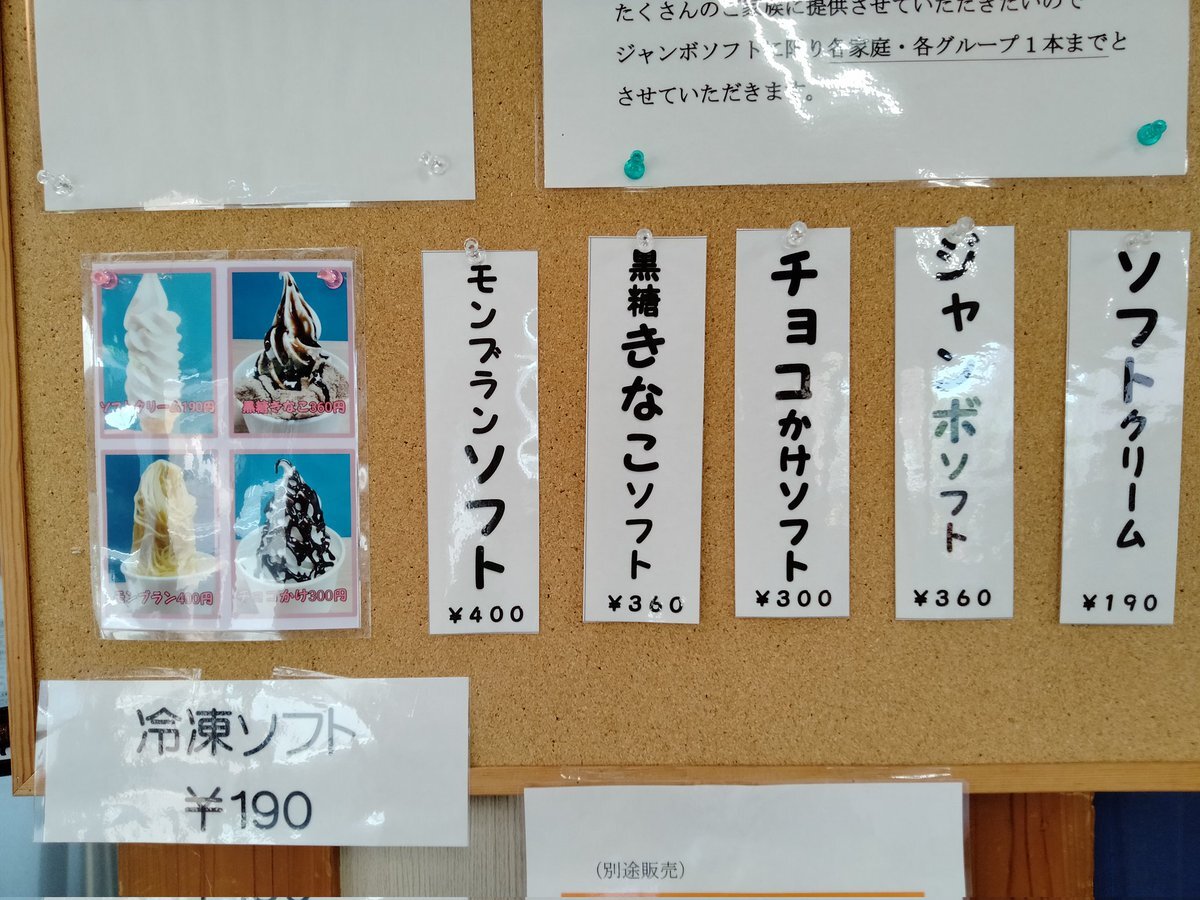 たくさんのご家族に提供させていただきたいので
ジャンボソフトに限り各家庭・各グループ１本までと
させていただきます。
ソフトクリーム
¥190
ジャンボソフト
¥360
チョコかけソフト
¥300
黒糖きなこソフト
¥360
モンブランソフト
¥400
ソフトクリーム190円
黒糖きなこ360円
モンブラン400円
チョコかけ300円
冷凍ソフト
¥190
（別途販売）